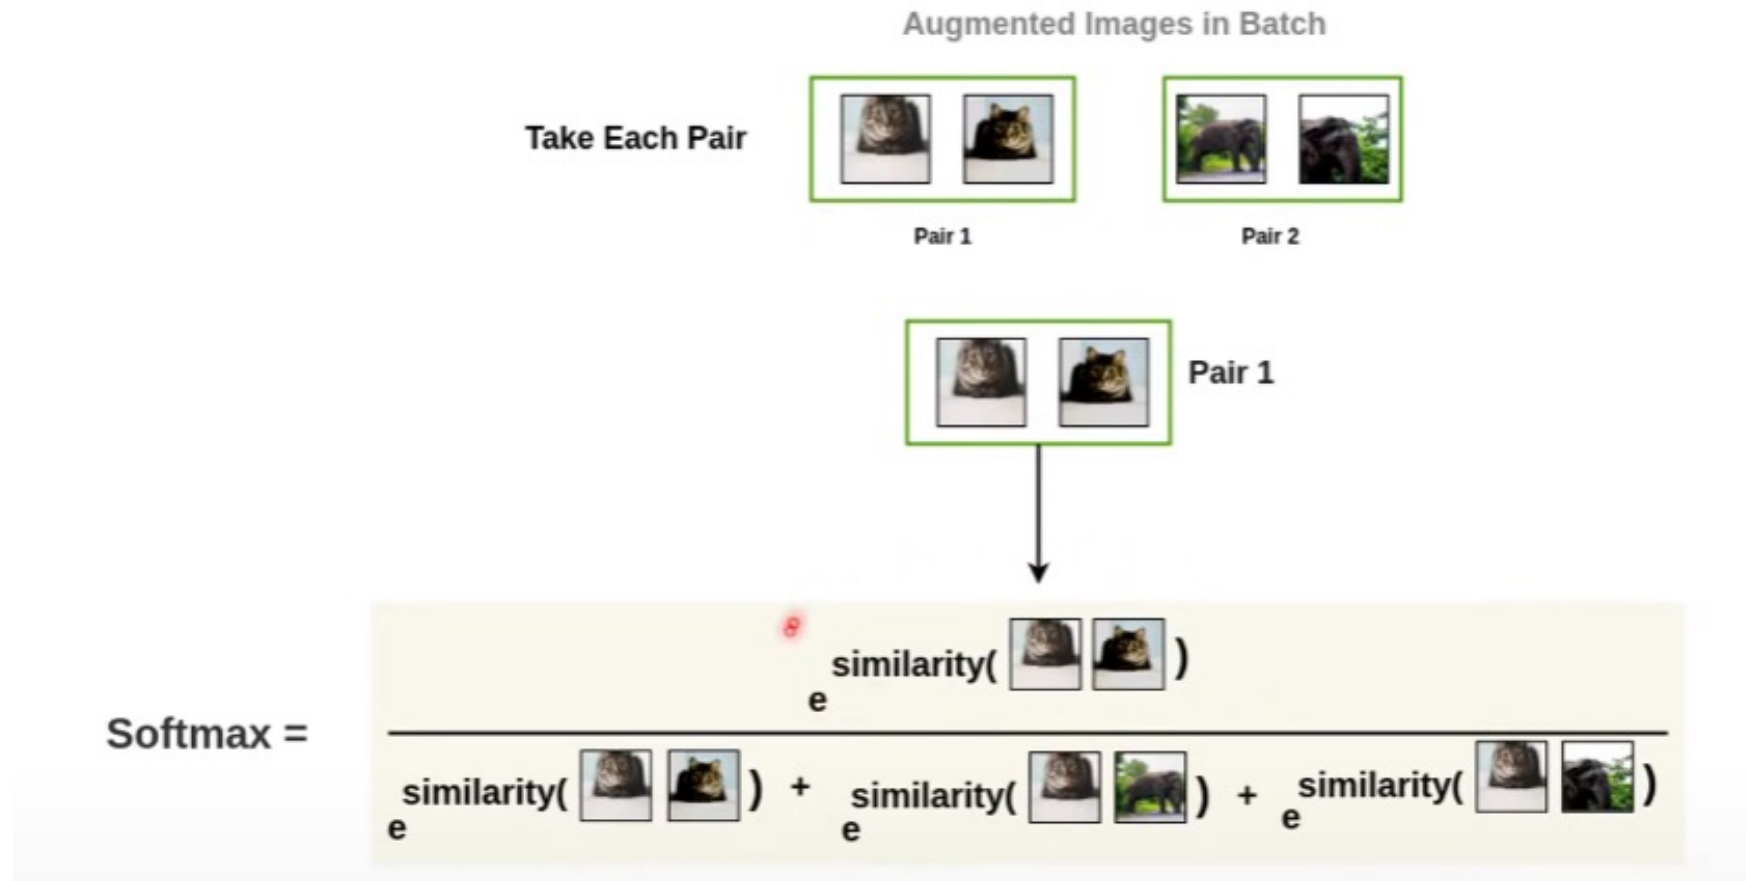 Augmented Images in Batch
Take Each Pair
Pair 1
Pair 2
Pair 1
similarity( )
e
Softmax =
similarity( ) + similarity( ) + similarity( )
e e e